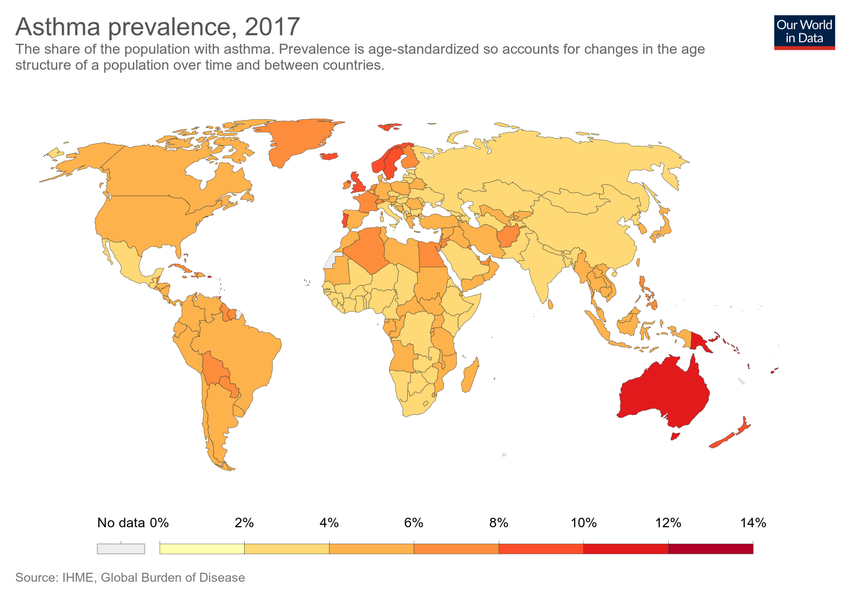 Asthma prevalence, 2017
Our World
in Data
The share of the population with asthma. Prevalence is age-standardized so accounts for changes in the age
structure of a population over time and between countries.
No data 0% 2% 4% 6% 8% 10% 12% 14%
Source: IHME, Global Burden of Disease